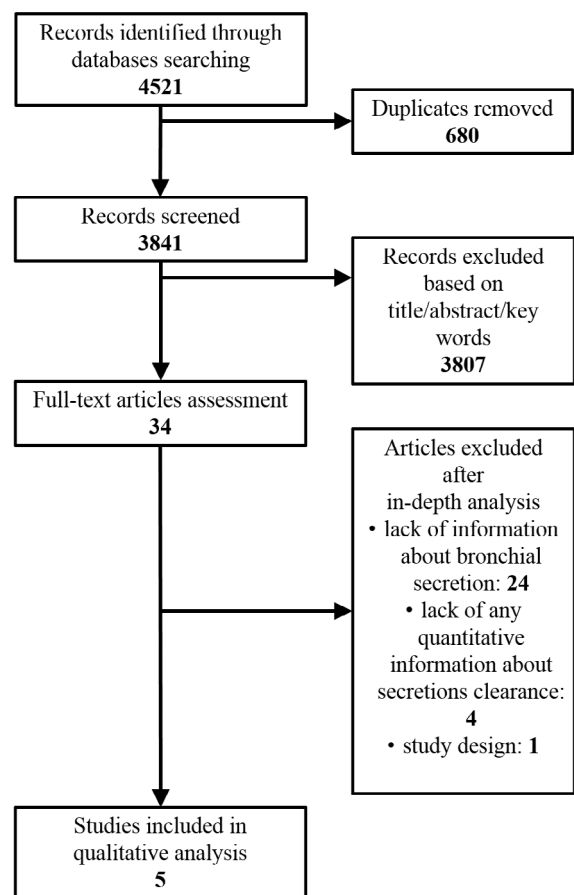 Records identified through
databases searching
4521
Duplicates removed
680
Records screened
3841
Records excluded
based on
title/abstract/key
words
3807
Full-text articles assessment
34
Articles excluded
after
in-depth analysis
• lack of information
about bronchial
secretion: 24
• lack of any
quantitative
information about
secretions clearance:
4
• study design: 1
Studies included in
qualitative analysis
5